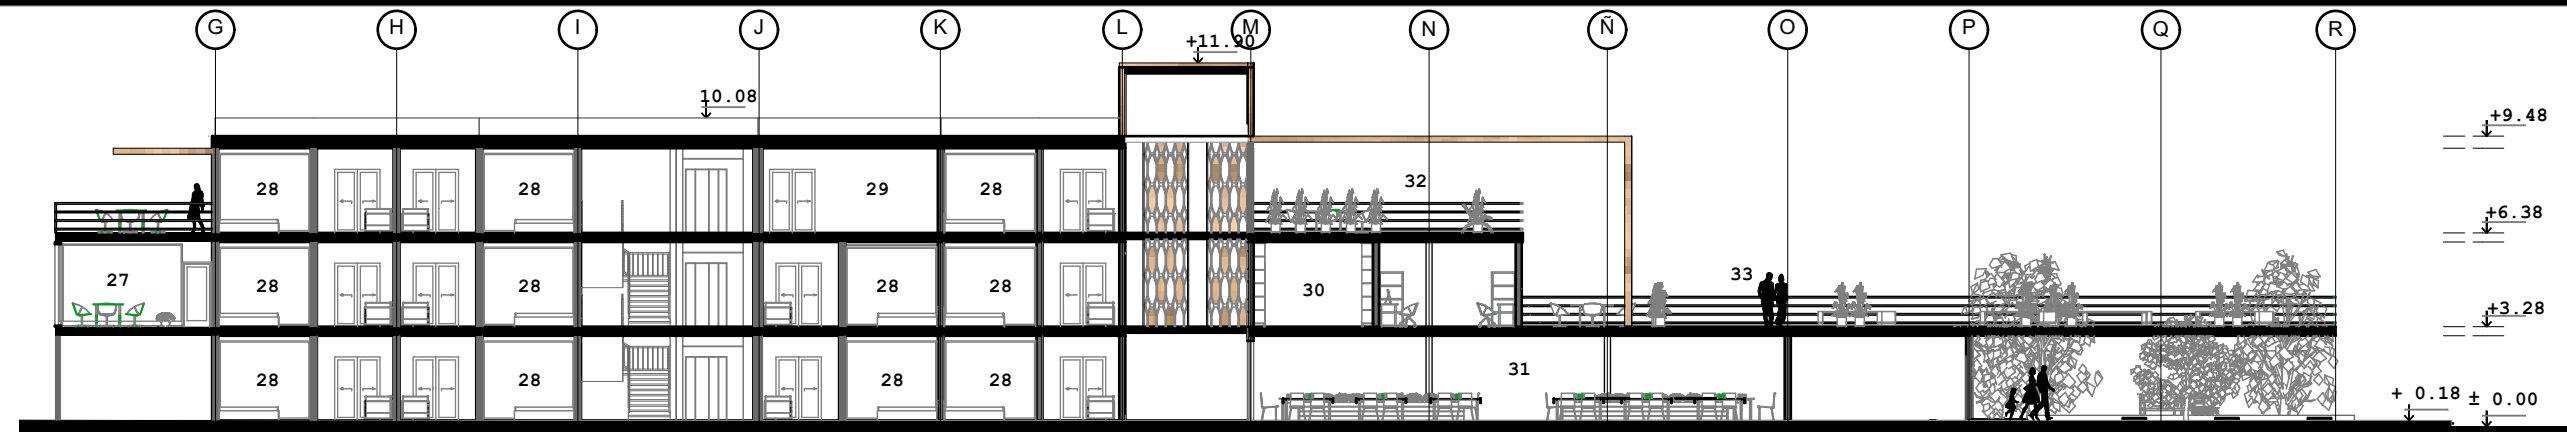 G H I J K L M N Ñ O P Q R
+11.90
10.08
+9.48
28 28 29 28 32
+6.38
27 28 28 28 28 30 33
+3.28
28 28 28 28 31
+ 0.18 ± 0.00